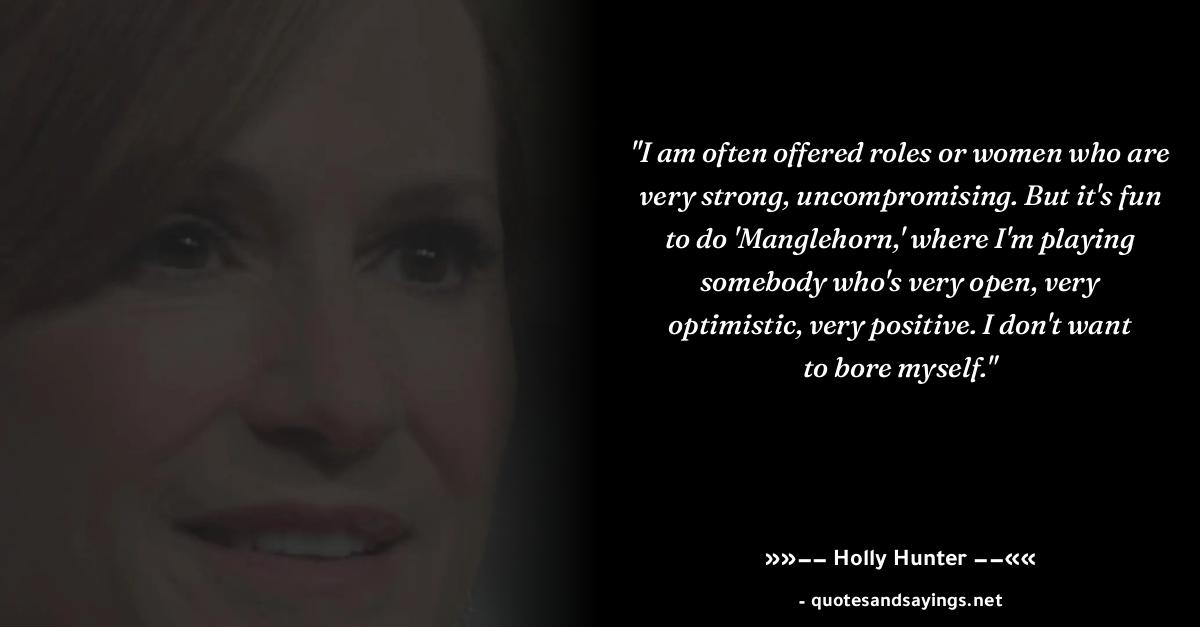 "I am often offered roles or women who are
very strong, uncompromising. But it's fun
to do 'Manglehorn,' where I'm playing
somebody who's very open, very
optimistic, very positive. I don't want
to bore myself."
»»–– Holly Hunter ––««
- quotesandsayings.net